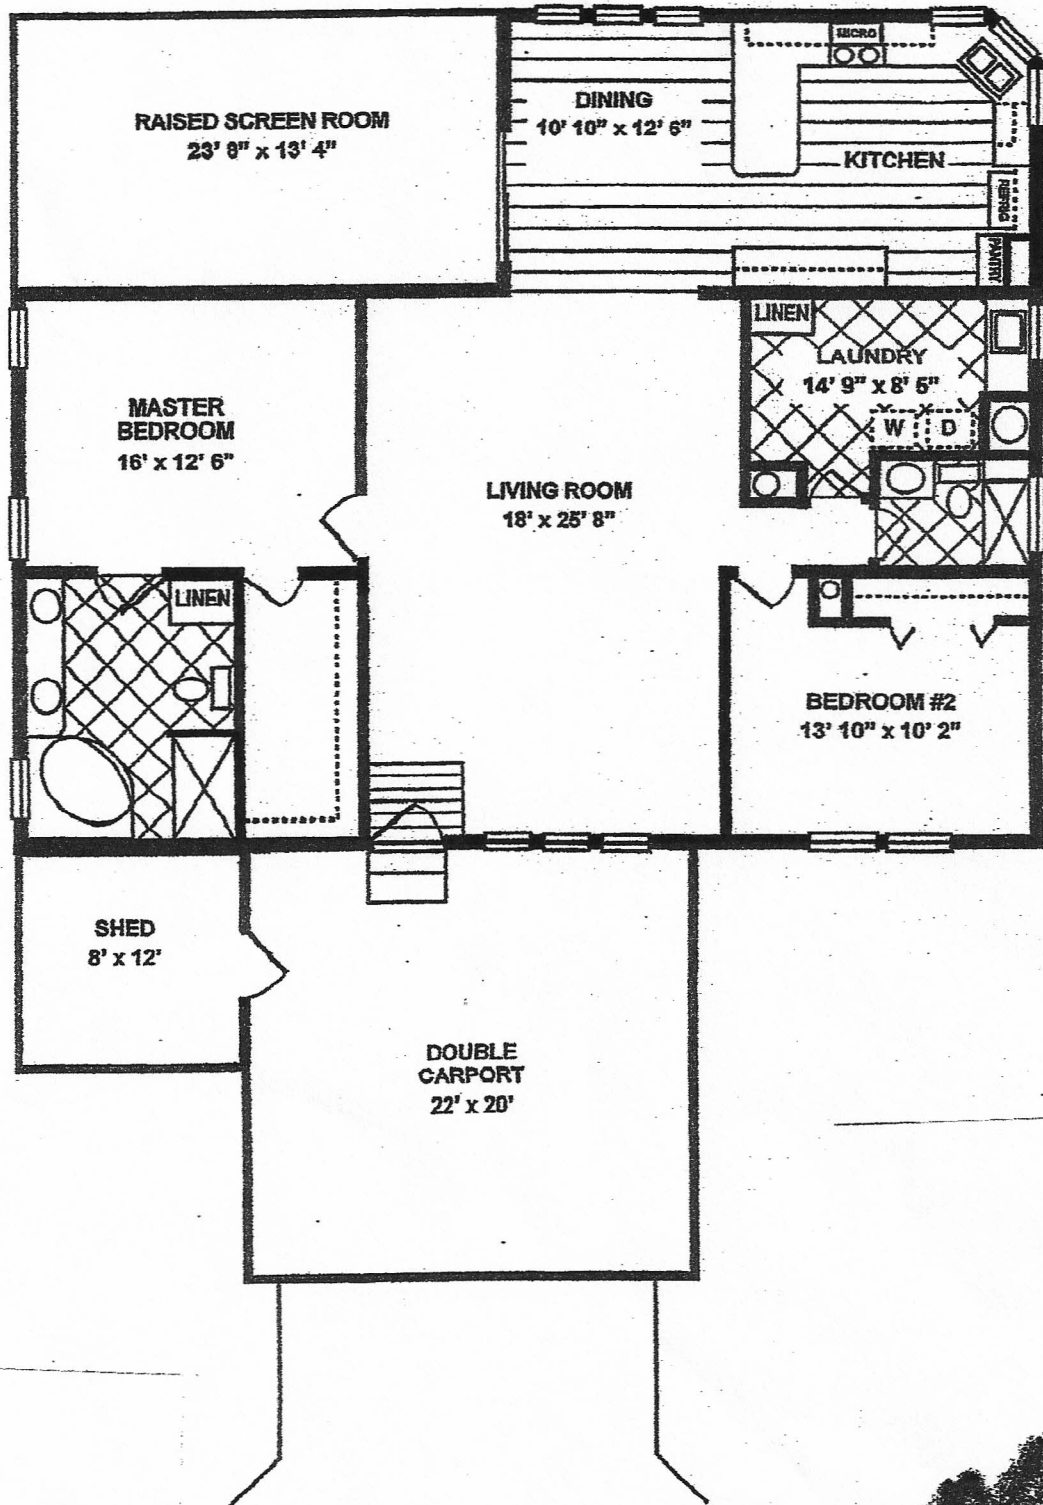 RAISED SCREEN ROOM
23' 8" x 13' 4"
DINING
10' 10" x 12' 6"
MICRO
KITCHEN
REFRIG
PANTRY
LINEN
LAUNDRY
14' 9" x 8' 5"
W
D
MASTER
BEDROOM
16' x 12' 6"
LIVING ROOM
18' x 25' 8"
LINEN
BEDROOM #2
13' 10" x 10' 2"
SHED
8' x 12'
DOUBLE
CARPORT
22' x 20'